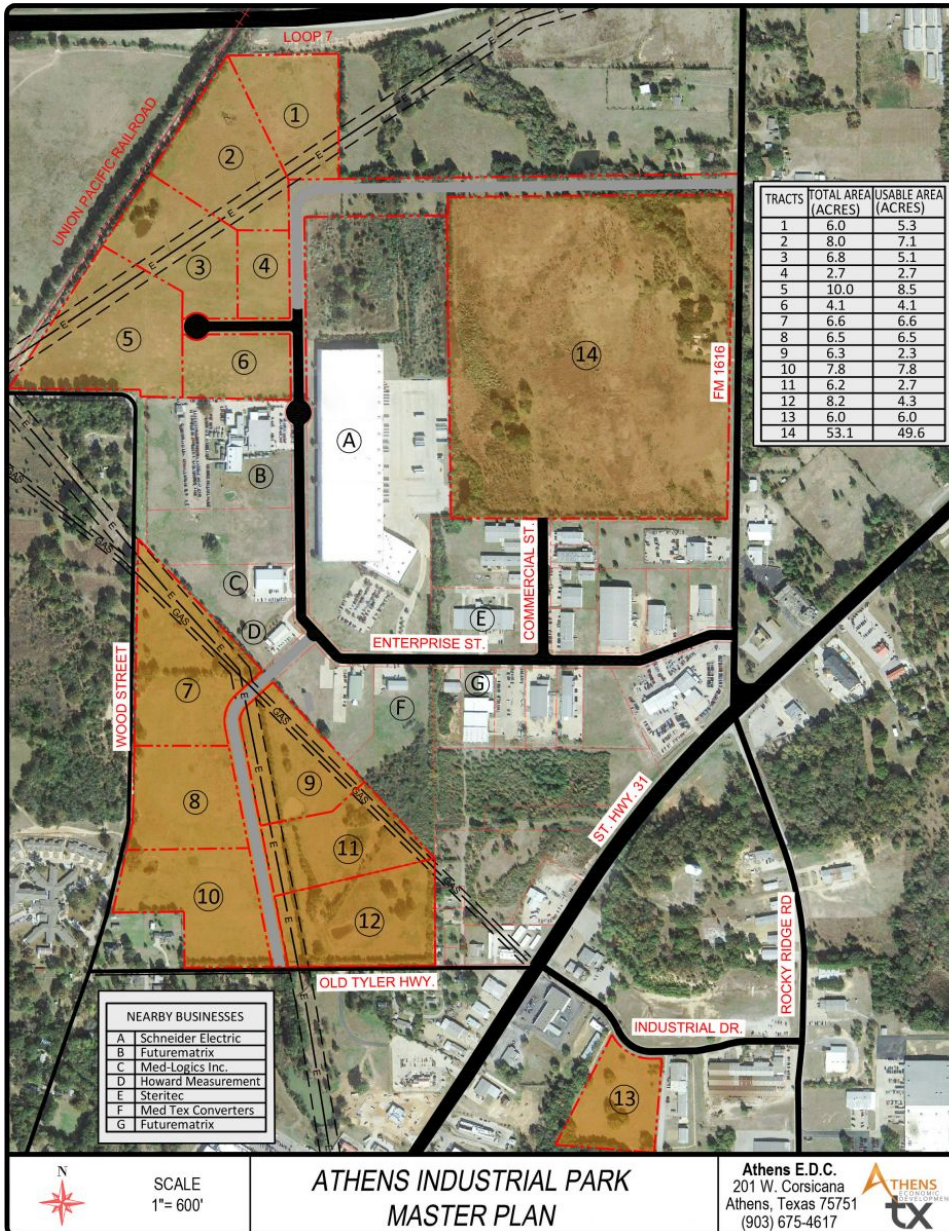 LOOP 7
UNION PACIFIC RAILROAD
1
2
3
4
5
6
E
E
E
14
FM 1616
A
B
C
D
E
F
G
COMMERCIAL ST.
ENTERPRISE ST.
TRACTS TOTAL AREA (ACRES) USABLE AREA (ACRES)
1 6.0 5.3
2 8.0 7.1
3 6.8 5.1
4 2.7 2.7
5 10.0 8.5
6 4.1 4.1
7 6.6 6.6
8 6.5 6.5
9 6.3 2.3
10 7.8 7.8
11 6.2 2.7
12 8.2 4.3
13 6.0 6.0
14 53.1 49.6
GAS
GAS
E
E
GAS
E
GAS
GAS
GAS
WOOD STREET
7
8
9
10
11
12
E
E
E
ST. HWY. 31
ROCKY RIDGE RD
OLD TYLER HWY.
INDUSTRIAL DR.
13
NEARBY BUSINESSES
A Schneider Electric
B Futurematrix
C Med-Logics Inc.
D Howard Measurement
E Steritec
F Med Tex Converters
G Futurematrix
N
SCALE
1"= 600'
ATHENS INDUSTRIAL PARK
MASTER PLAN
Athens E.D.C.
201 W. Corsicana
Athens, Texas 75751
(903) 675-4617
ATHENS
ECONOMIC
DEVELOPMENT
tx